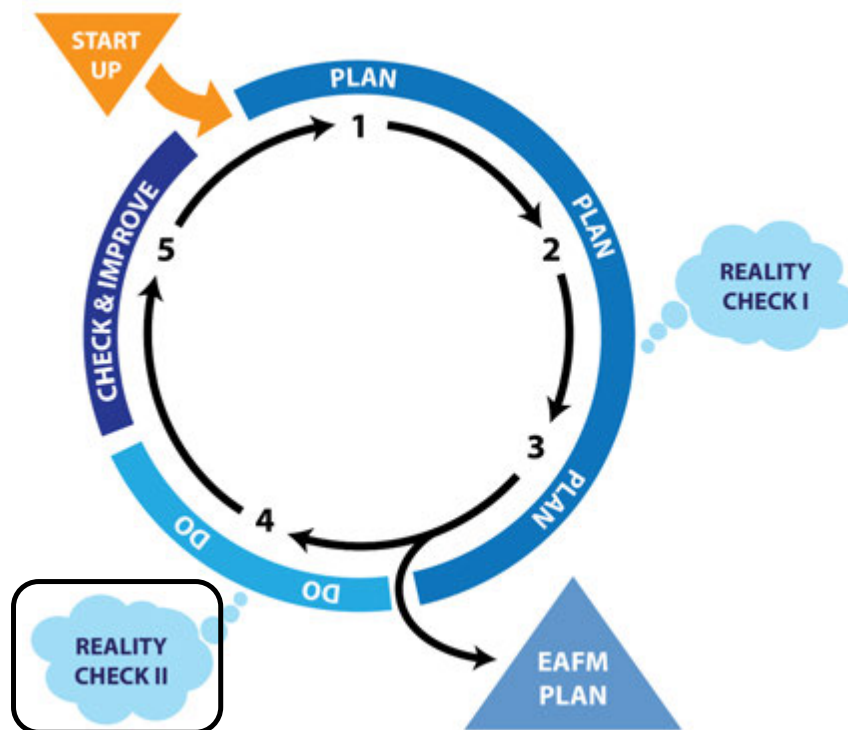 START
UP
PLAN
1
PLAN
2
REALITY
CHECK I
CHECK & IMPROVE
5
3
PLAN
4
DO
DO
REALITY
CHECK II
EAFM
PLAN